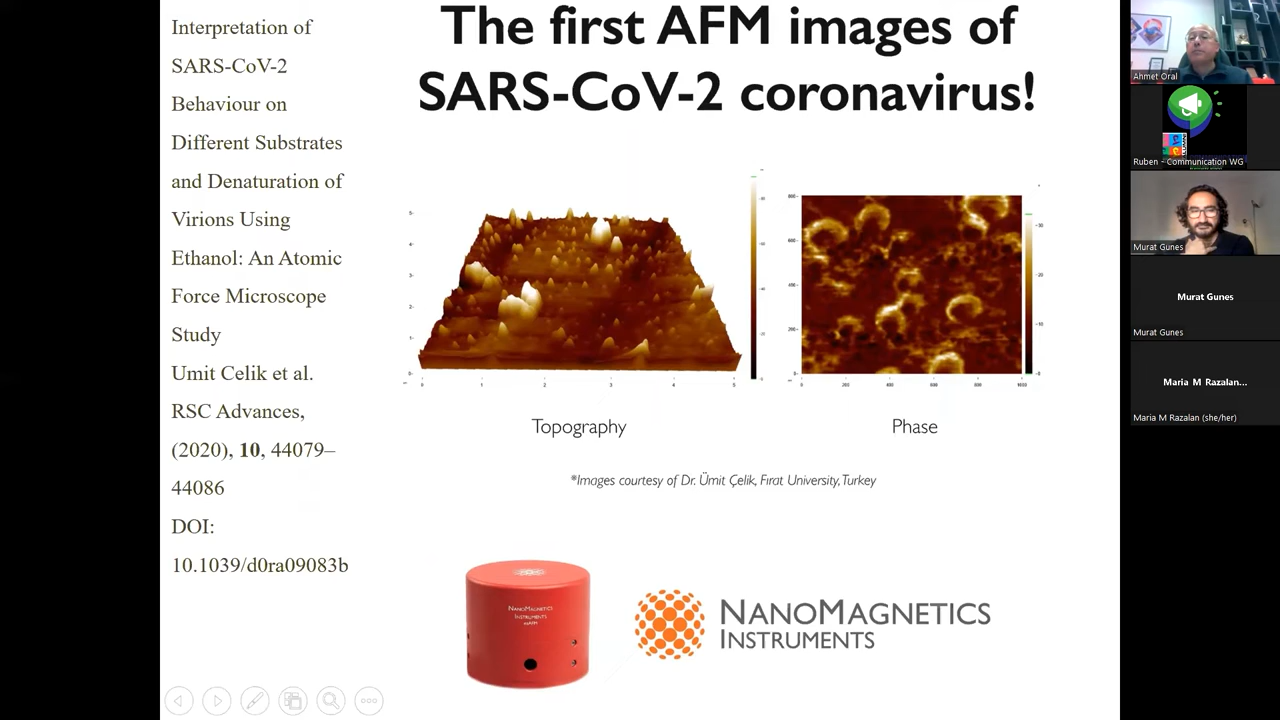 Interpretation of
SARS-CoV-2
Behaviour on
Different Substrates
and Denaturation of
Virions Using
Ethanol: An Atomic
Force Microscope
Study
Umit Celik et al.
RSC Advances,
(2020), 10, 44079–
44086
DOI:
10.1039/d0ra09083b
The first AFM images of
SARS-CoV-2 coronavirus!
Topography
Phase
*Images courtesy of Dr. Ümit Çelik, Fırat University, Turkey
NANOMAGNETICS
INSTRUMENTS
NANOMAGNETICS
INSTRUMENTS
Ahmet Oral
Ruben - Communication WG
Murat Gunes
Murat Gunes
Murat Gunes
Maria M Razalan...
Maria M Razalan (she/her)